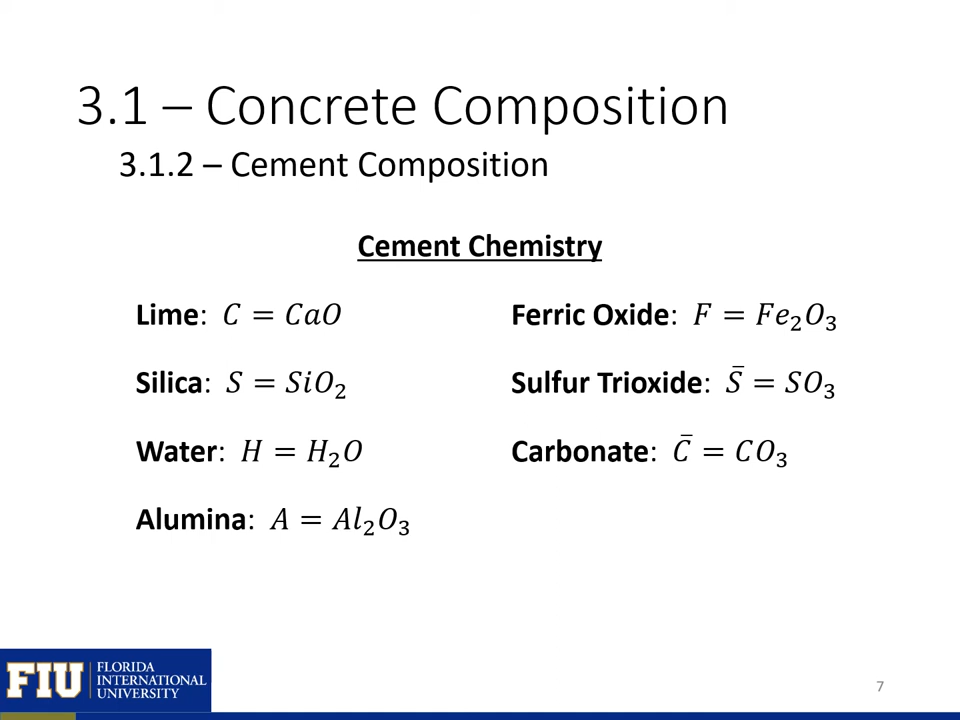 3.1 – Concrete Composition
3.1.2 – Cement Composition
Cement Chemistry
Lime: C = CaO
Silica: S = SiO₂
Water: H = H₂O
Alumina: A = Al₂O₃
Ferric Oxide: F = Fe₂O₃
Sulfur Trioxide: S̄ = SO₃
Carbonate: C̄ = CO₃
FIU
FLORIDA
INTERNATIONAL
UNIVERSITY
7